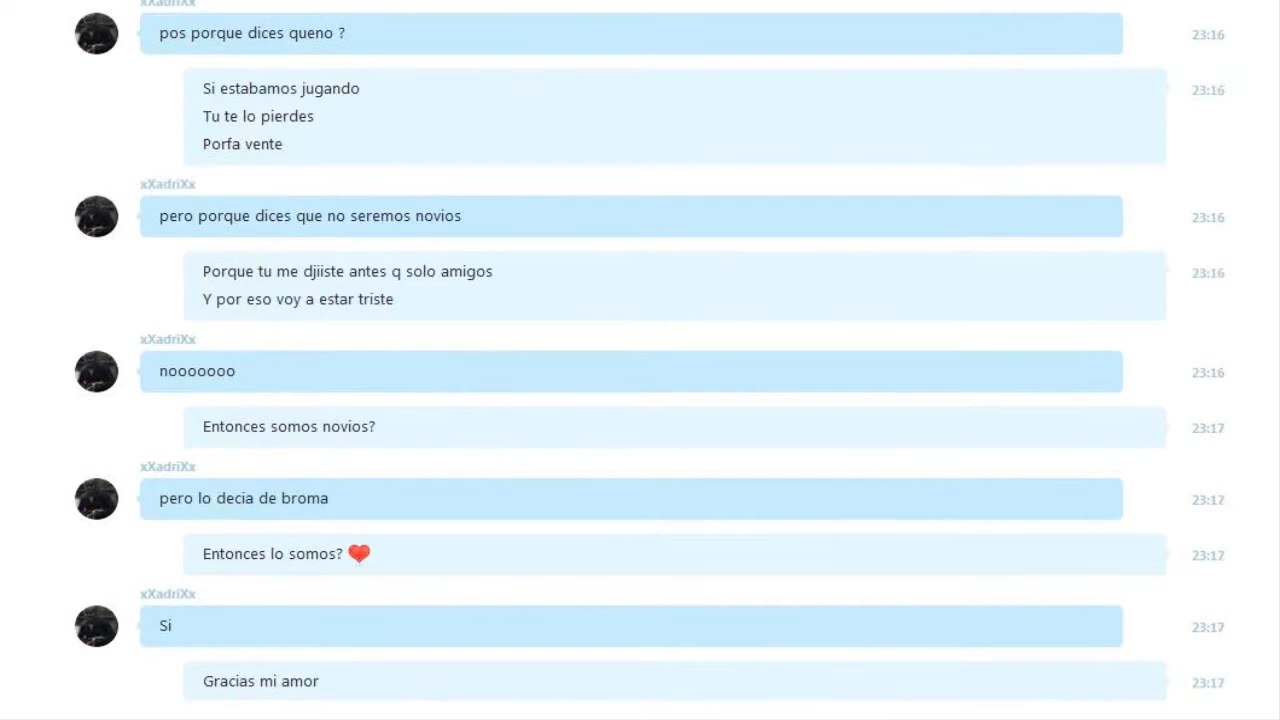 xXadriXx
pos porque dices queno ?
23:16
Si estabamos jugando
23:16
Tu te lo pierdes
Porfa vente
xXadriXx
pero porque dices que no seremos novios
23:16
Porque tu me djiiste antes q solo amigos
23:16
Y por eso voy a estar triste
xXadriXx
nooooooo
23:16
Entonces somos novios?
23:17
xXadriXx
pero lo decia de broma
23:17
Entonces lo somos? ❤
23:17
xXadriXx
Si
23:17
Gracias mi amor
23:17